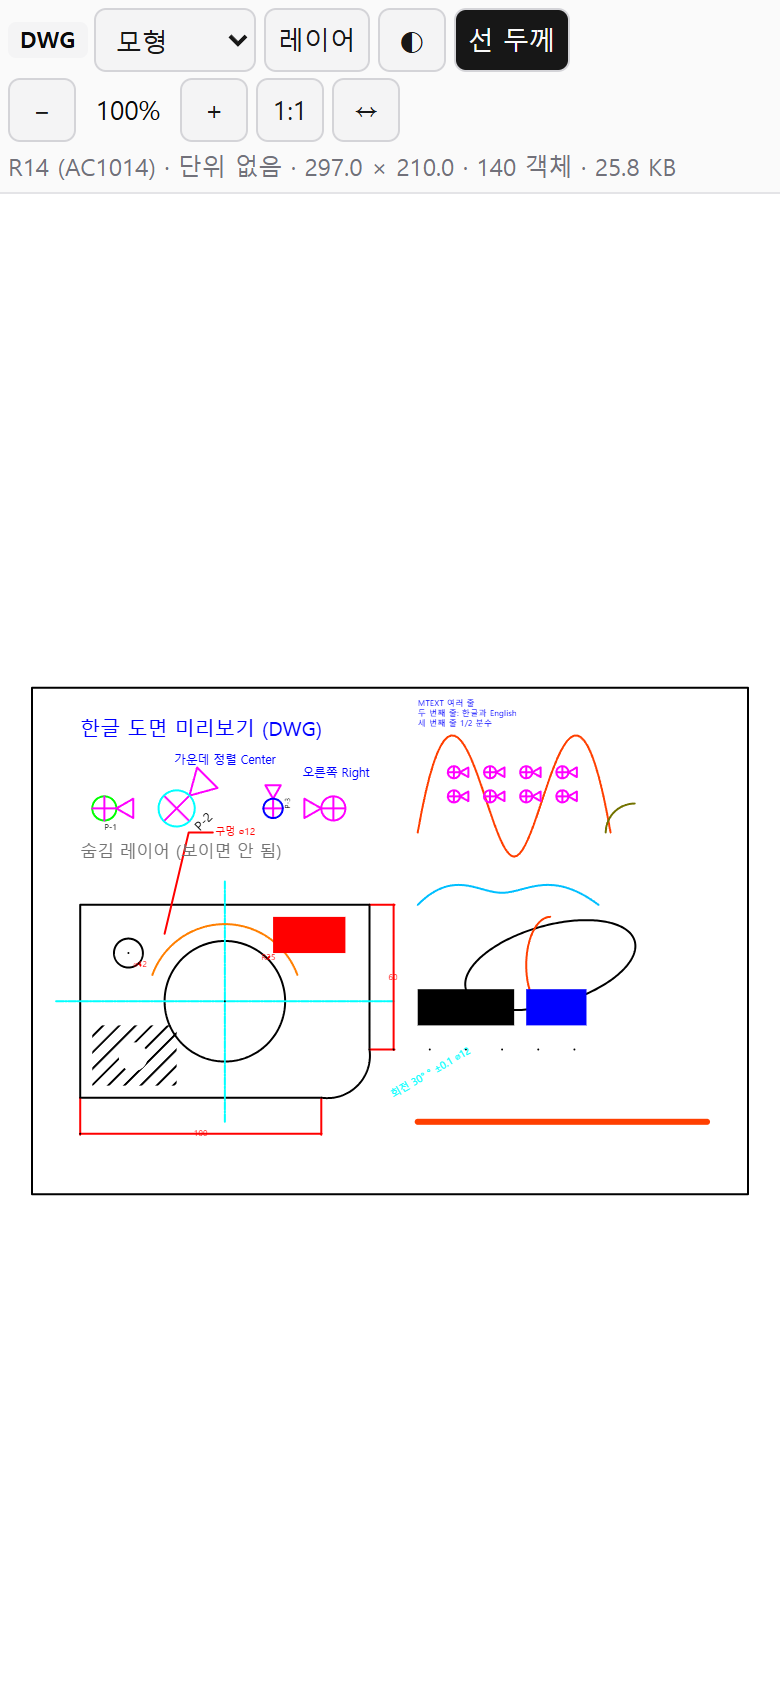 DWG 모형 레이어 ◐ 선 두께
− 100% + 1:1 ↔
R14 (AC1014) · 단위 없음 · 297.0 × 210.0 · 140 객체 · 25.8 KB
MTEXT 여러 줄
두 번째 줄: 한글과 English
세 번째 줄 1/2 분수
한글 도면 미리보기 (DWG)
가운데 정렬 Center
오른쪽 Right
P-1
P-2
P-3
구멍 ⌀12
숨김 레이어 (보이면 안 됨)
60
회전 30° ° ±0.1 ⌀12
100